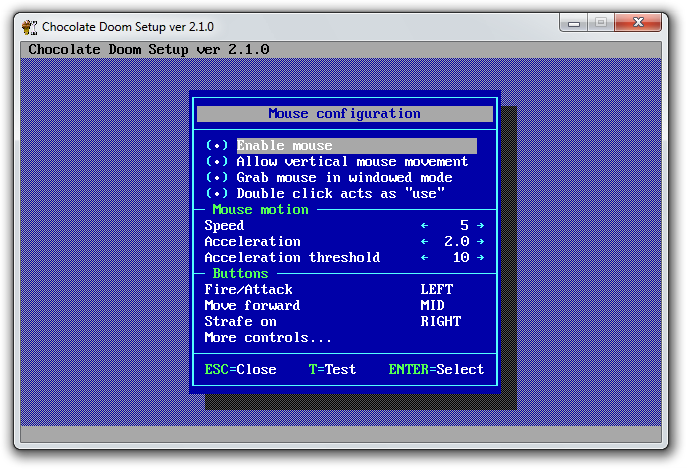 Chocolate Doom Setup ver 2.1.0
Chocolate Doom Setup ver 2.1.0
Mouse configuration
(•) Enable mouse
(•) Allow vertical mouse movement
(•) Grab mouse in windowed mode
(•) Double click acts as "use"
Mouse motion
Speed ← 5 →
Acceleration ← 2.0 →
Acceleration threshold ← 10 →
Buttons
Fire/Attack LEFT
Move forward MID
Strafe on RIGHT
More controls...
ESC=Close T=Test ENTER=Select